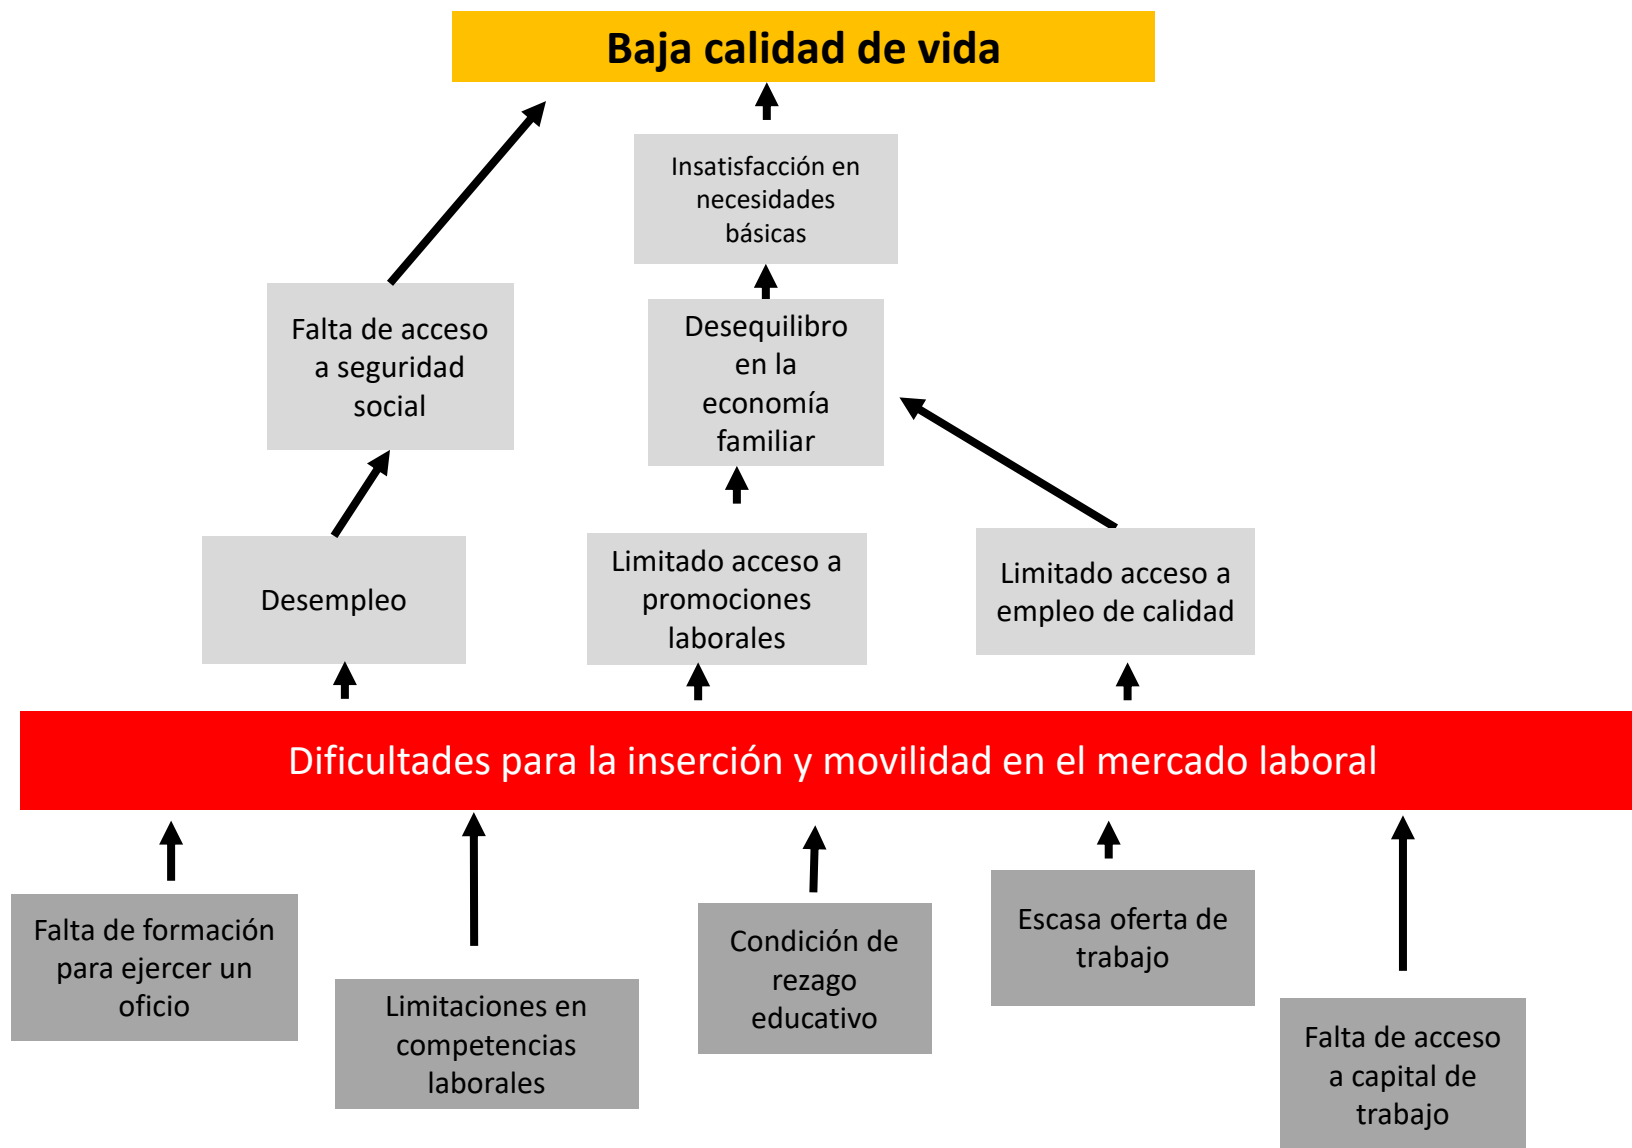 Baja calidad de vida
Insatisfacción en
necesidades
básicas
Falta de acceso
a seguridad
social
Desequilibro
en la
economía
familiar
Desempleo
Limitado acceso a
promociones
laborales
Limitado acceso a
empleo de calidad
Dificultades para la inserción y movilidad en el mercado laboral
Falta de formación
para ejercer un
oficio
Limitaciones en
competencias
laborales
Condición de
rezago
educativo
Escasa oferta de
trabajo
Falta de acceso
a capital de
trabajo